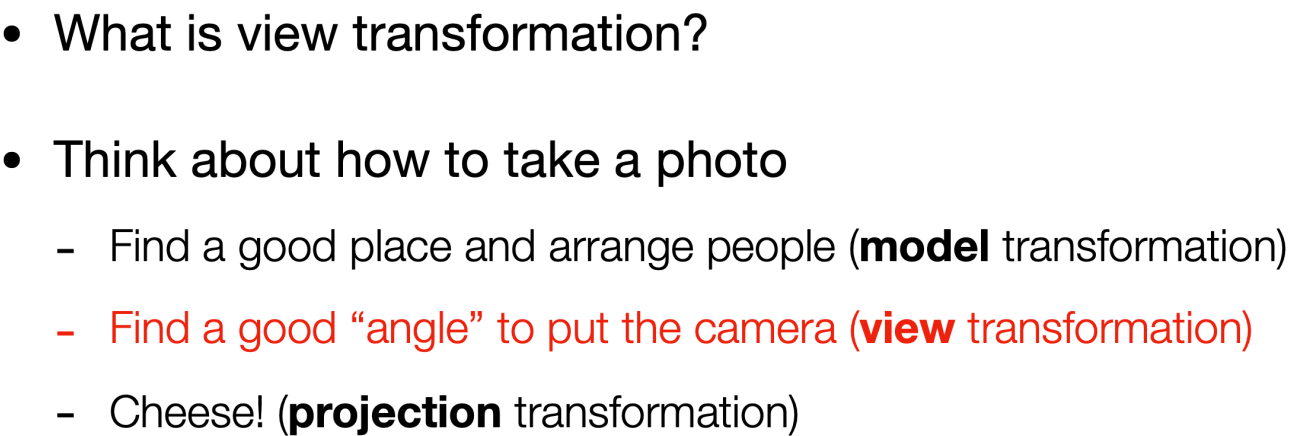 • What is view transformation?
• Think about how to take a photo
- Find a good place and arrange people (model transformation)
- Find a good “angle” to put the camera (view transformation)
- Cheese! (projection transformation)